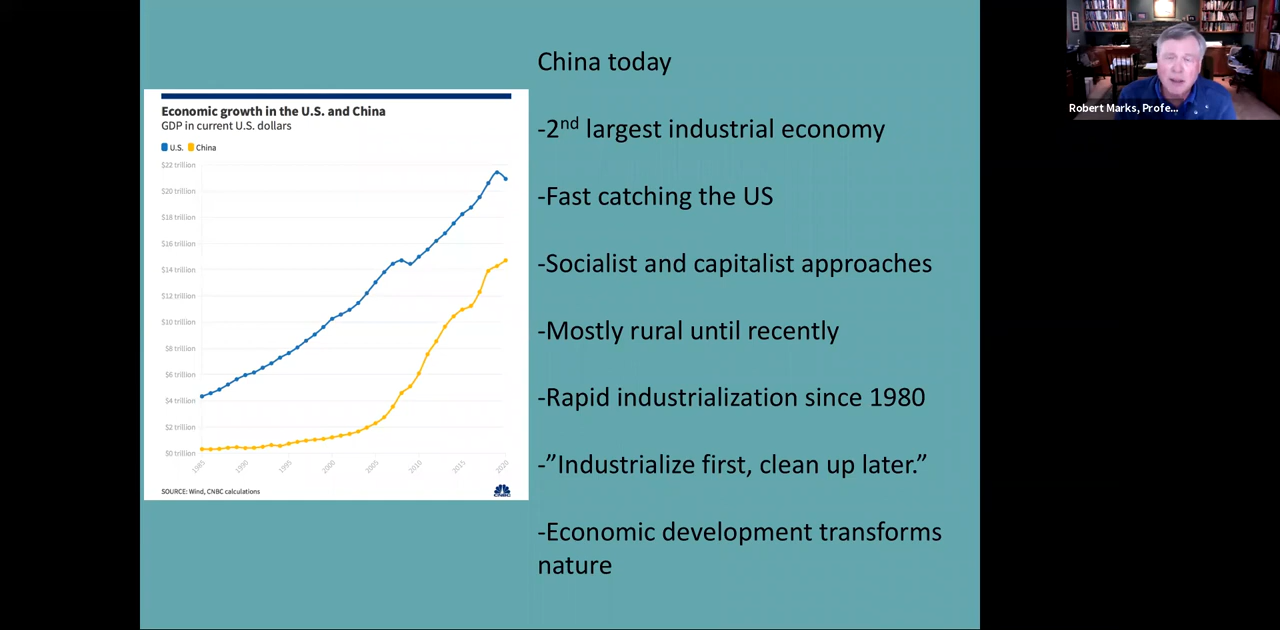 China today
Economic growth in the U.S. and China
GDP in current U.S. dollars
U.S. China
$22 trillion
$20 trillion
$18 trillion
$16 trillion
$14 trillion
$12 trillion
$10 trillion
$8 trillion
$6 trillion
$4 trillion
$2 trillion
$0 trillion
1985 1990 1995 2000 2005 2010 2015 2020
SOURCE: Wind, CNBC calculations
CNBC
-2nd largest industrial economy
-Fast catching the US
-Socialist and capitalist approaches
-Mostly rural until recently
-Rapid industrialization since 1980
-”Industrialize first, clean up later.”
-Economic development transforms
nature
Robert Marks, Profe...